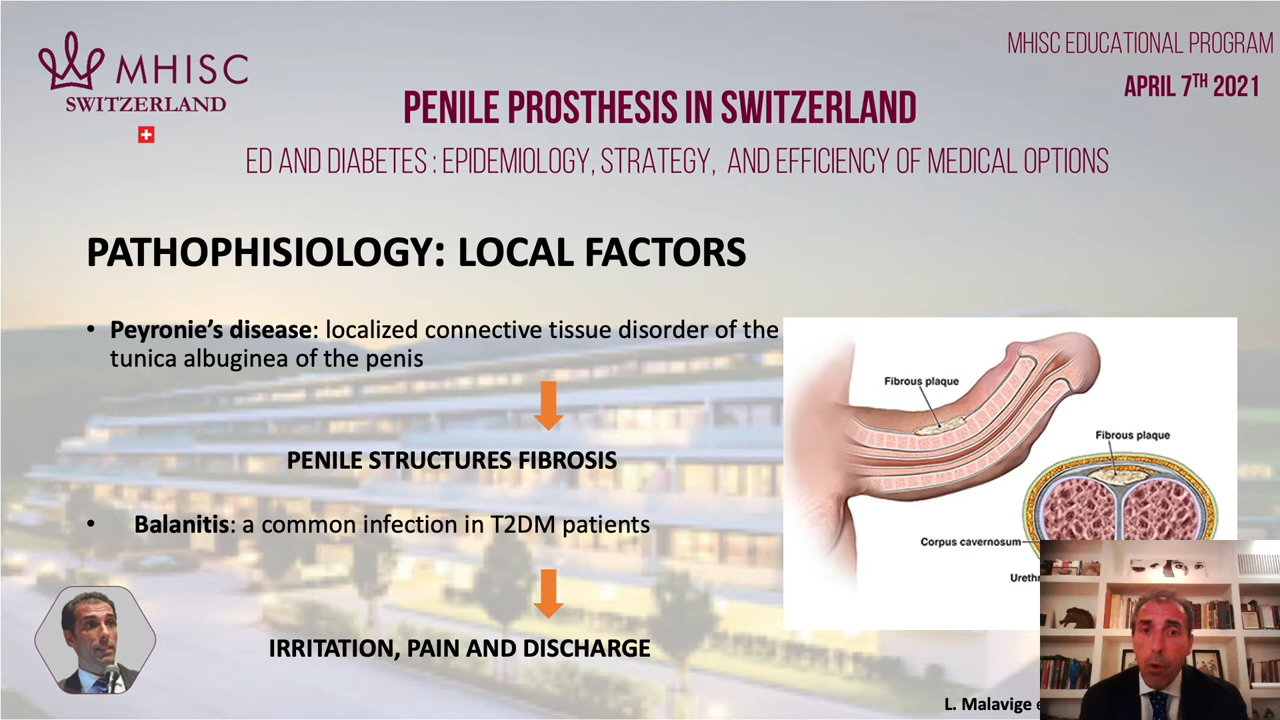 MHISC
SWITZERLAND
MHISC EDUCATIONAL PROGRAM
APRIL 7TH 2021
PENILE PROSTHESIS IN SWITZERLAND
ED AND DIABETES : EPIDEMIOLOGY, STRATEGY, AND EFFICIENCY OF MEDICAL OPTIONS
PATHOPHISIOLOGY: LOCAL FACTORS
• Peyronie's disease: localized connective tissue disorder of the
tunica albuginea of the penis
PENILE STRUCTURES FIBROSIS
• Balanitis: a common infection in T2DM patients
IRRITATION, PAIN AND DISCHARGE
Fibrous plaque
Fibrous plaque
Corpus cavernosum
L. Malavige